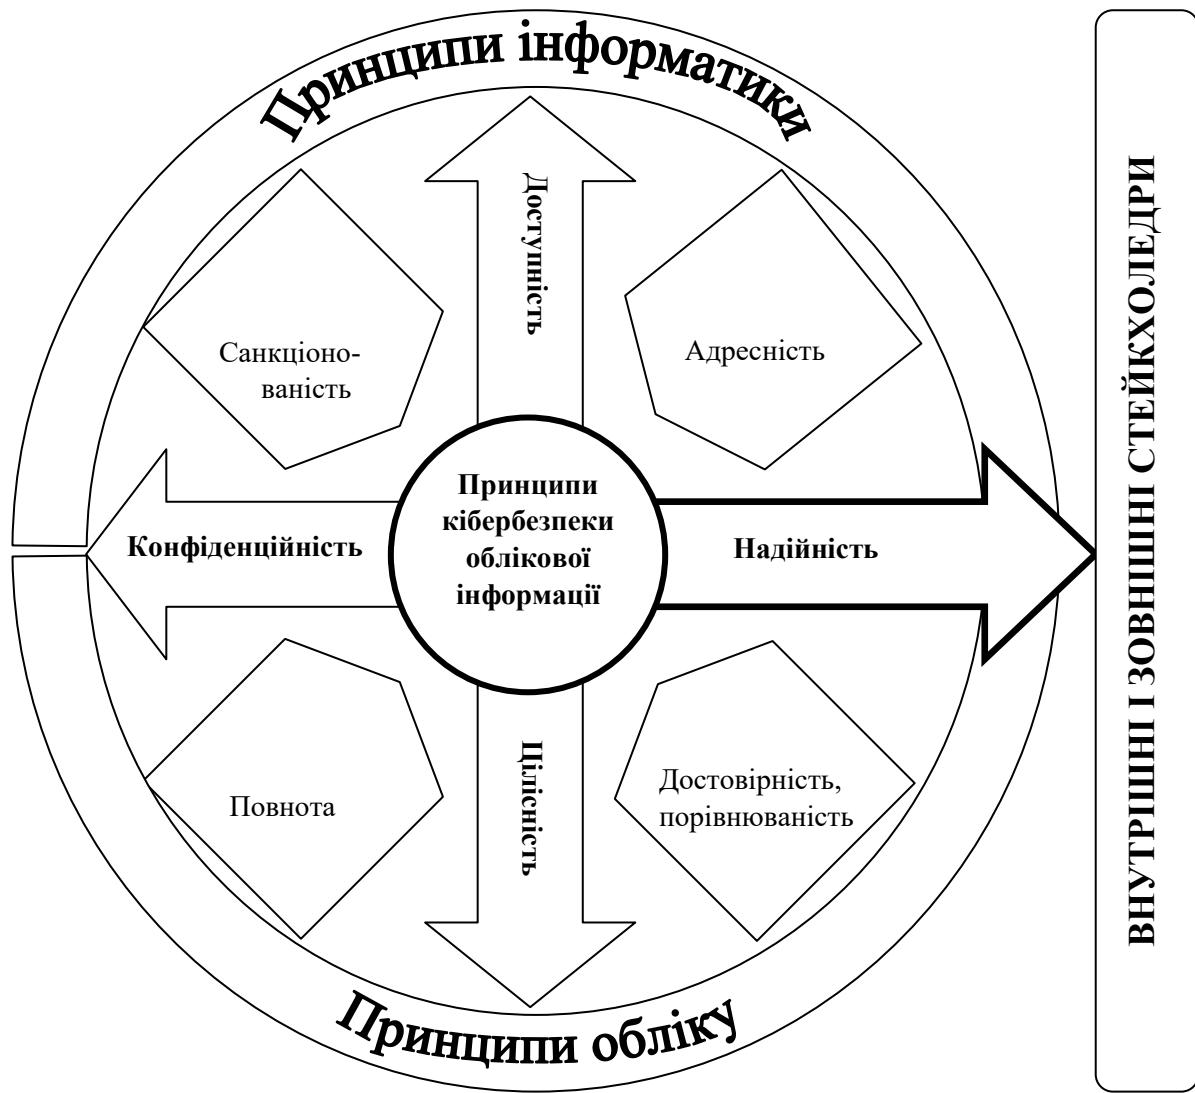 Принципи інформатики
Доступність
Санкціоно-
ваність
Адресність
Принципи
кібербезпеки
облікової
інформації
Конфіденційність
Надійність
Цілісність
Повнота
Достовірність,
порівнюваність
Принципи обліку
ВНУТРІШНІ І ЗОВНІШНІ СТЕЙКХОЛЕДРИ